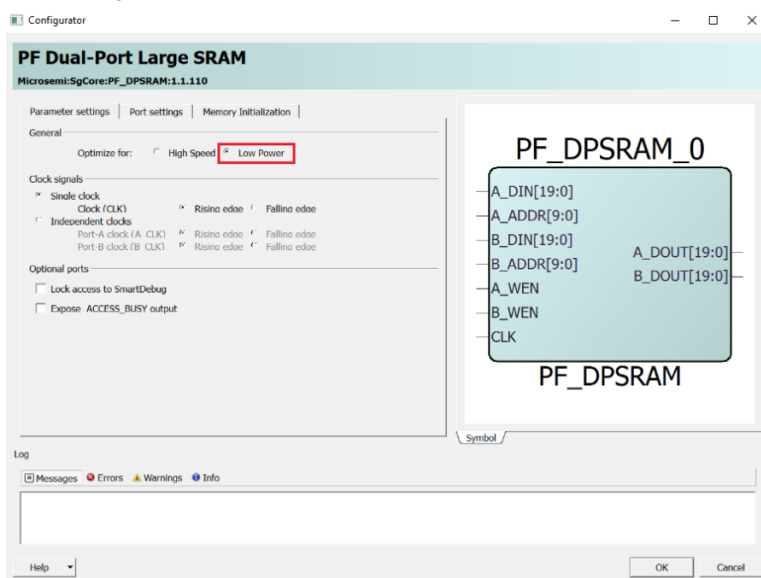 Configurator
PF Dual-Port Large SRAM
Microsemi:SgCore:PF_DPSRAM:1.1.110
Parameter settings | Port settings | Memory Initialization |
General
Optimize for: High Speed Low Power
Clock signals
Single clock
Clock (CLK) Rising edge Falling edge
Independent clocks
Port-A clock (A_CLK) Rising edge Falling edge
Port-B clock (B_CLK) Rising edge Falling edge
Optional ports
Lock access to SmartDebug
Expose ACCESS_BUSY output
PF_DPSRAM_0
A_DIN[19:0]
A_ADDR[9:0]
B_DIN[19:0]
B_ADDR[9:0]
A_WEN
B_WEN
CLK
A_DOUT[19:0]
B_DOUT[19:0]
PF_DPSRAM
Symbol
Log
Messages Errors Warnings Info
Help OK Cancel